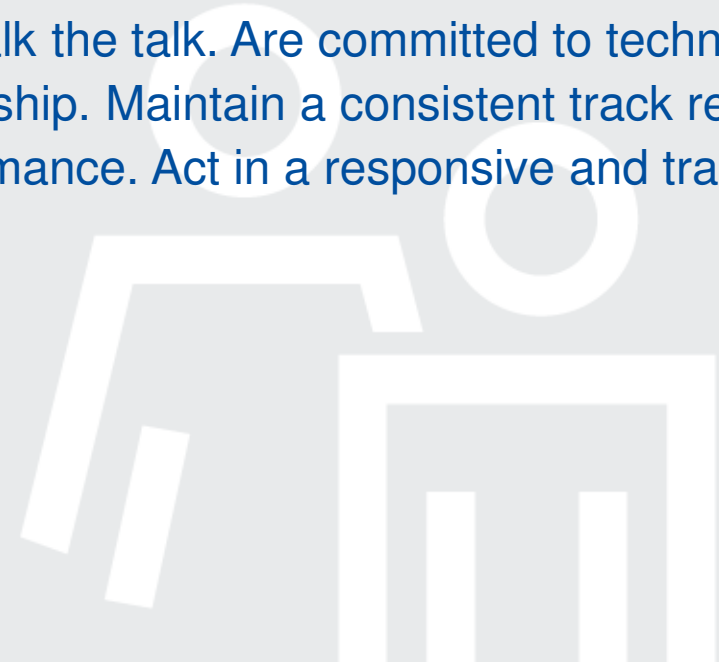 lk the talk. Are committed to techn
ship. Maintain a consistent track re
mance. Act in a responsive and tra